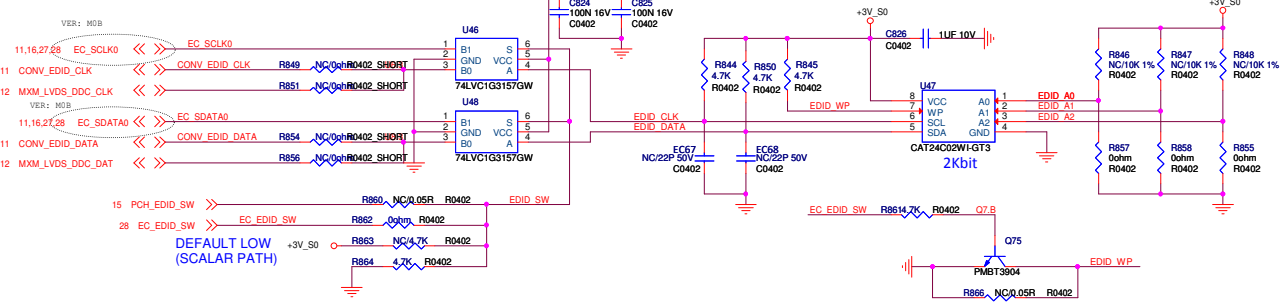 VER: M0B
11,16,27,28 EC_SCLK0 EC_SCLK0
11 CONV_EDID_CLK CONV_EDID_CLK R849 NC/0ohm R0402_SHORT
12 MXM_LVDS_DDC_CLK R851 NC/0ohm R0402_SHORT
VER: M0B
11,16,27,28 EC_SDATA0 EC_SDATA0
11 CONV_EDID_DATA CONV_EDID_DATA R854 NC/0ohm R0402_SHORT
12 MXM_LVDS_DDC_DAT R856 NC/0ohm R0402_SHORT
C824
100N 16V
C0402
C825
100N 16V
C0402
U46
1 B1 S 6
2 GND VCC 5
3 B0 A 4
74LVC1G3157GW
U48
1 B1 S 6
2 GND VCC 5
3 B0 A 4
74LVC1G3157GW
15 PCH_EDID_SW R860 NC/0.05R R0402 EDID_SW
28 EC_EDID_SW R862 0ohm R0402
DEFAULT LOW
(SCALAR PATH)
+3V_S0 R863 NC/4.7K R0402
R864 4.7K R0402
+3V_S0
C826
C0402
1UF 10V
R844
4.7K
R0402
R850
4.7K
R0402
R845
4.7K
R0402
EDID_WP
EDID_CLK
EDID_DATA
EC67
NC/22P 50V
C0402
EC68
NC/22P 50V
C0402
U47
8 VCC A0 1
7 WP A1 2
6 SCL A2 3
5 SDA GND 4
CAT24C02WI-GT3
2Kbit
EDID_A0
EDID_A1
EDID_A2
+3V_S0
R846
NC/10K 1%
R0402
R847
NC/10K 1%
R0402
R848
NC/10K 1%
R0402
R857
0ohm
R0402
R858
0ohm
R0402
R855
0ohm
R0402
EC_EDID_SW R861 4.7K R0402 Q7.B
Q75
PMBT3904
EDID_WP
R866 NC/0.05R R0402